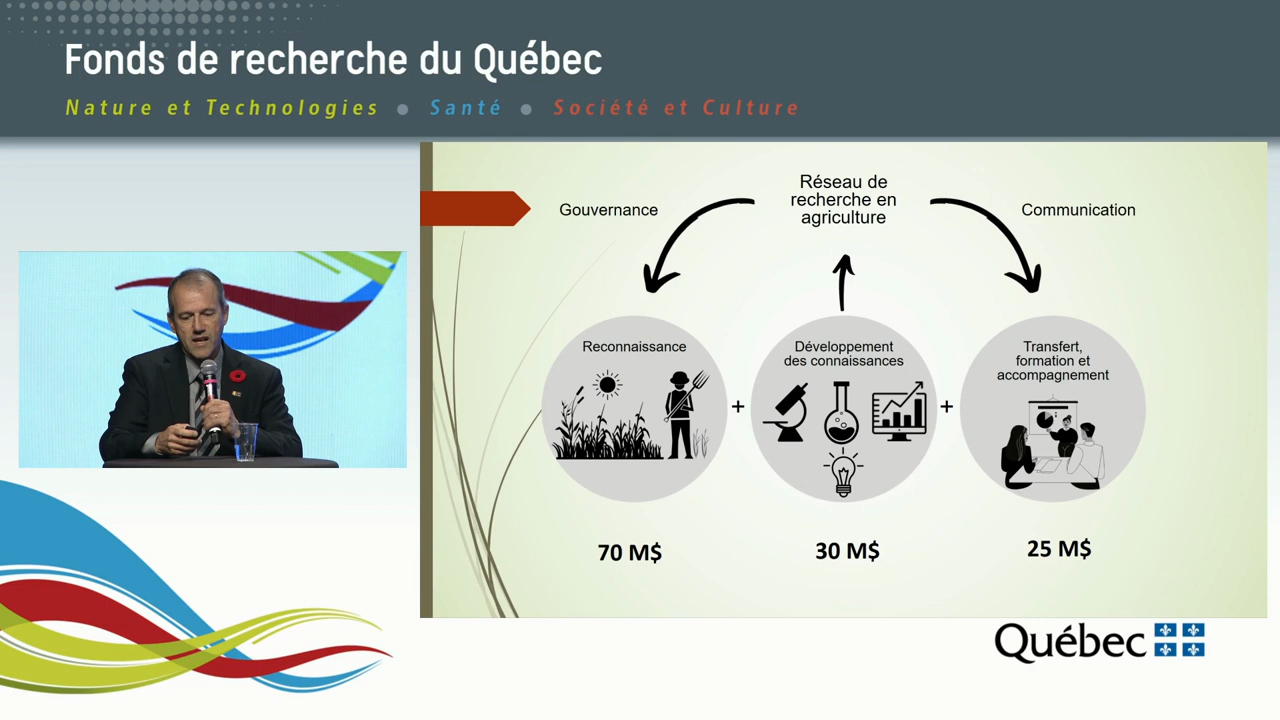 Fonds de recherche du Québec
Nature et Technologies ● Santé ● Société et Culture
Gouvernance
Réseau de
recherche en
agriculture
Communication
Reconnaissance
Développement
des connaissances
Transfert,
formation et
accompagnement
+
+
70 M$
30 M$
25 M$
Québec